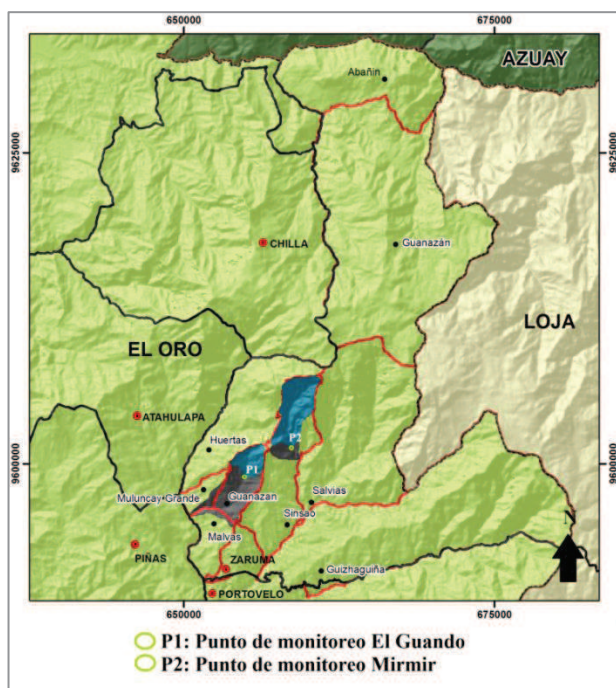 650000 675000
AZUAY
Abañin
9625000 9625000
CHILLA
Guanazán
LOJA
EL ORO
ATAHULAPA
Huertas
P2
9600000 9600000
P1
Muluncay Grande
Guanazan
Salvias
Malvas
Sinsao
N
PIÑAS
ZARUMA
Guizhaguiña
PORTOVELO
650000 675000
P1: Punto de monitoreo El Guando
P2: Punto de monitoreo Mirmir